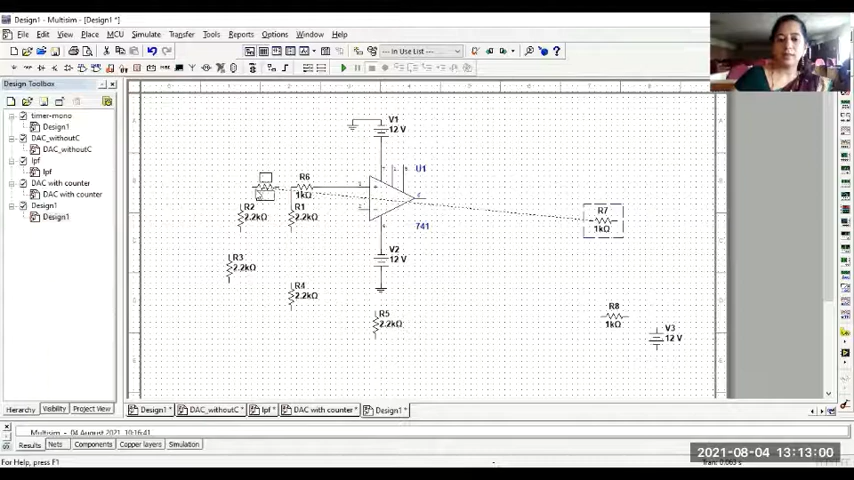 Design1 - Multisim - [Design1 *]
File Edit View Place MCU Simulate Transfer Tools Reports Options Window Help
--- In Use List ---
Design Toolbox
timer-mono
Design1
DAC_withoutC
DAC_withoutC
lpf
lpf
DAC with counter
DAC with counter
Design1
Design1
Hierarchy Visibility Project View
V1
12 V
U1
741
R6
1kΩ
R2
2.2kΩ
R1
2.2kΩ
R7
1kΩ
V2
12 V
R3
2.2kΩ
R4
2.2kΩ
R5
2.2kΩ
R8
1kΩ
V3
12 V
Design1 * DAC_withoutC * lpf * DAC with counter * Design1 *
Multisim - 04 August 2021, 10:16:41
Results Nets Components Copper layers Simulation
For Help, press F1
2021-08-04 13:13:00